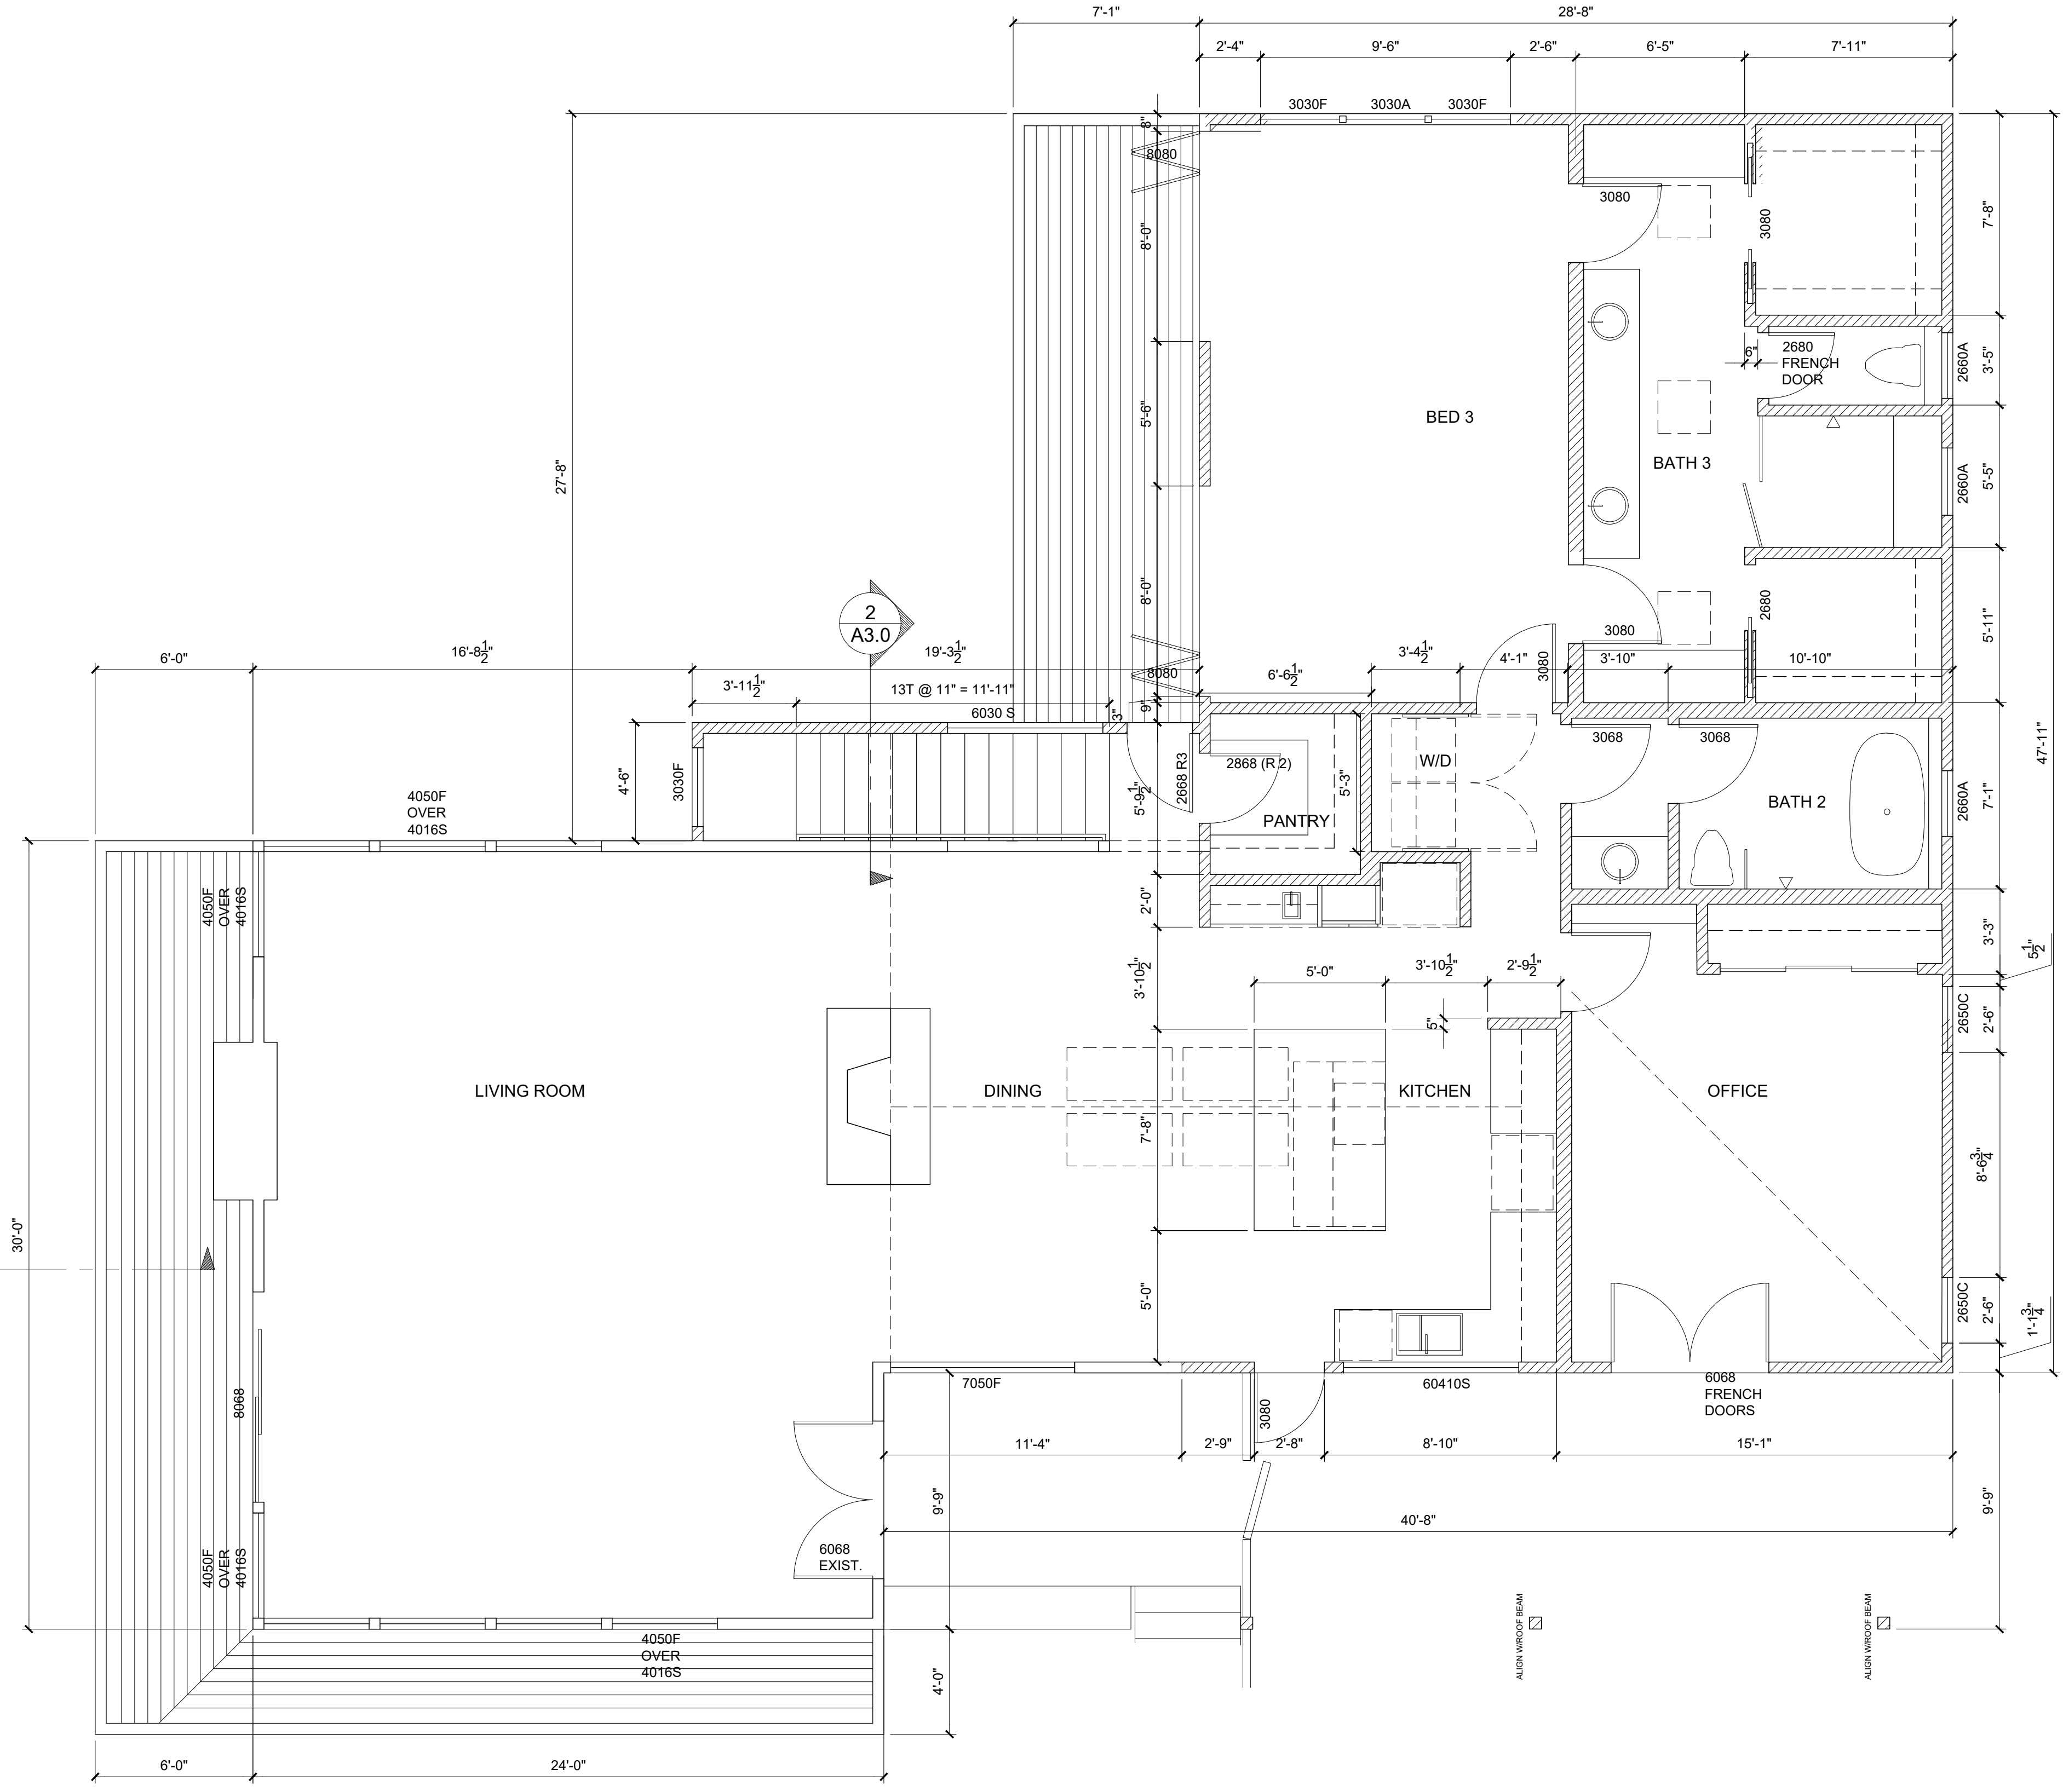 7'-1"
28'-8"
2'-4"
9'-6"
2'-6"
6'-5"
7'-11"
3030F
3030A
3030F
8"
8080
3080
3080
7'-8"
8'-0"
27'-8"
5'-6"
BED 3
BATH 3
6"
2680
FRENCH
DOOR
2660A
3'-5"
2660A
5'-5"
8'-0"
2
A3.0
3080
2680
5'-11"
6'-0"
16'-8 1/2"
19'-3 1/2"
3'-4 1/2"
4'-1"
3080
3'-10"
10'-10"
3'-11 1/2"
13T @ 11" = 11'-11"
8080
6'-6 1/2"
6030 S
3"
9"
4'-6"
3030F
5'-9 1/2"
2668 R3
2868 (R 2)
5'-3"
W/D
3068
3068
47'-11"
PANTRY
BATH 2
2660A
7'-1"
4050F
OVER
4016S
4050F
OVER
4016S
2'-0"
3'-3"
5 1/2"
3'-10 1/2"
5'-0"
3'-10 1/2"
2'-9 1/2"
5"
2650C
2'-6"
LIVING ROOM
DINING
KITCHEN
OFFICE
7'-8"
8'-6 3/4"
30'-0"
5'-0"
2650C
2'-6"
1'-1 3/4"
8068
7050F
3080
60410S
6068
FRENCH
DOORS
11'-4"
2'-9"
2'-8"
8'-10"
15'-1"
9'-9"
9'-9"
40'-8"
4050F
OVER
4016S
6068
EXIST.
ALIGN W/ROOF BEAM
ALIGN W/ROOF BEAM
4050F
OVER
4016S
4'-0"
6'-0"
24'-0"